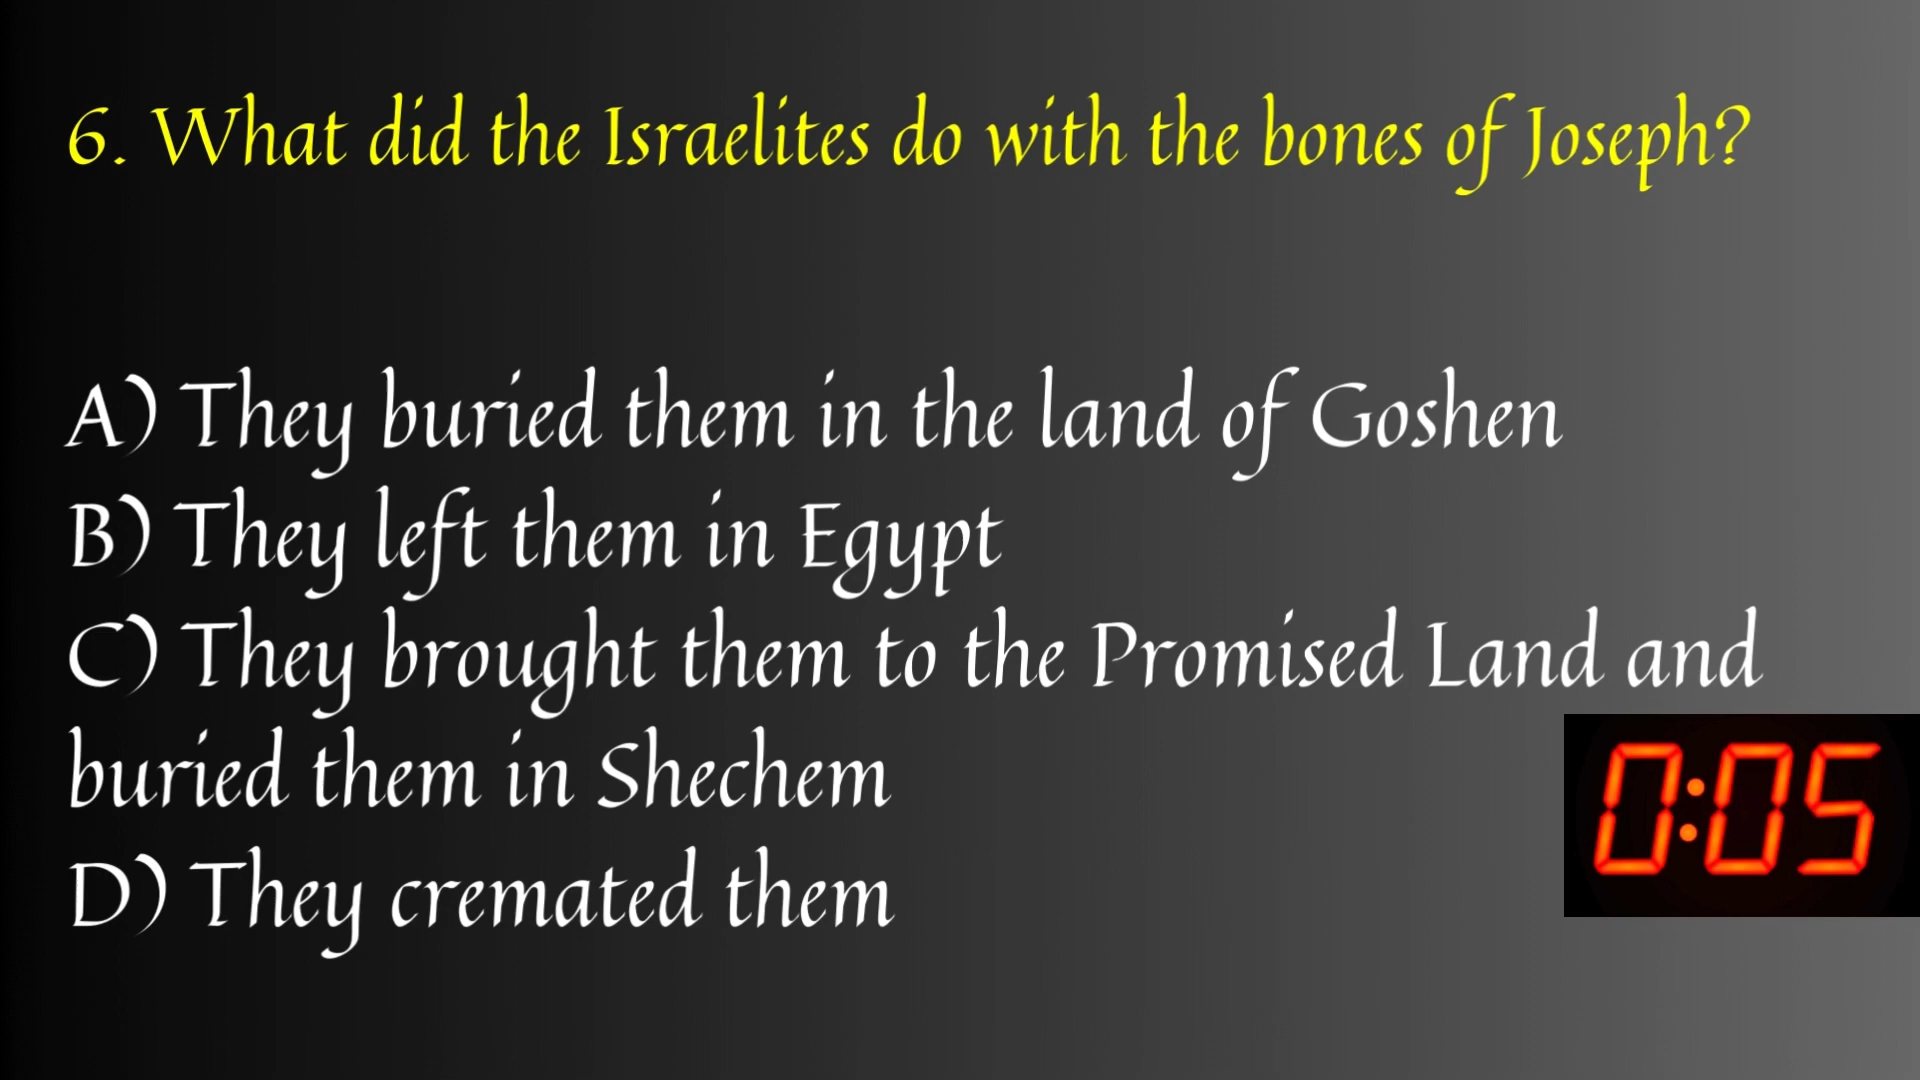 6. What did the Israelites do with the bones of Joseph?
A) They buried them in the land of Goshen
B) They left them in Egypt
C) They brought them to the Promised Land and
buried them in Shechem
D) They cremated them
0:05